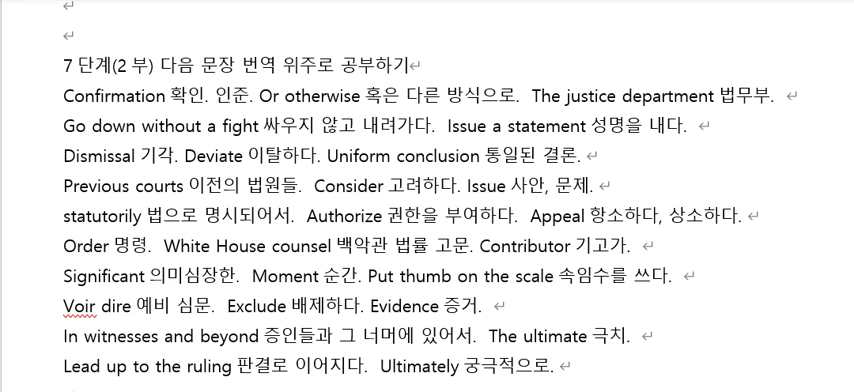 7 단계(2 부) 다음 문장 번역 위주로 공부하기
Confirmation 확인. 인준. Or otherwise 혹은 다른 방식으로.  The justice department 법무부.
Go down without a fight 싸우지 않고 내려가다.  Issue a statement 성명을 내다.
Dismissal 기각. Deviate 이탈하다. Uniform conclusion 통일된 결론.
Previous courts 이전의 법원들.  Consider 고려하다. Issue 사안, 문제.
statutorily 법으로 명시되어서.  Authorize 권한을 부여하다.  Appeal 항소하다, 상소하다.
Order 명령.  White House counsel 백악관 법률 고문. Contributor 기고가.
Significant 의미심장한.  Moment 순간. Put thumb on the scale 속임수를 쓰다.
Voir dire 예비 심문.  Exclude 배제하다. Evidence 증거.
In witnesses and beyond 증인들과 그 너머에 있어서.  The ultimate 극치.
Lead up to the ruling 판결로 이어지다.  Ultimately 궁극적으로.